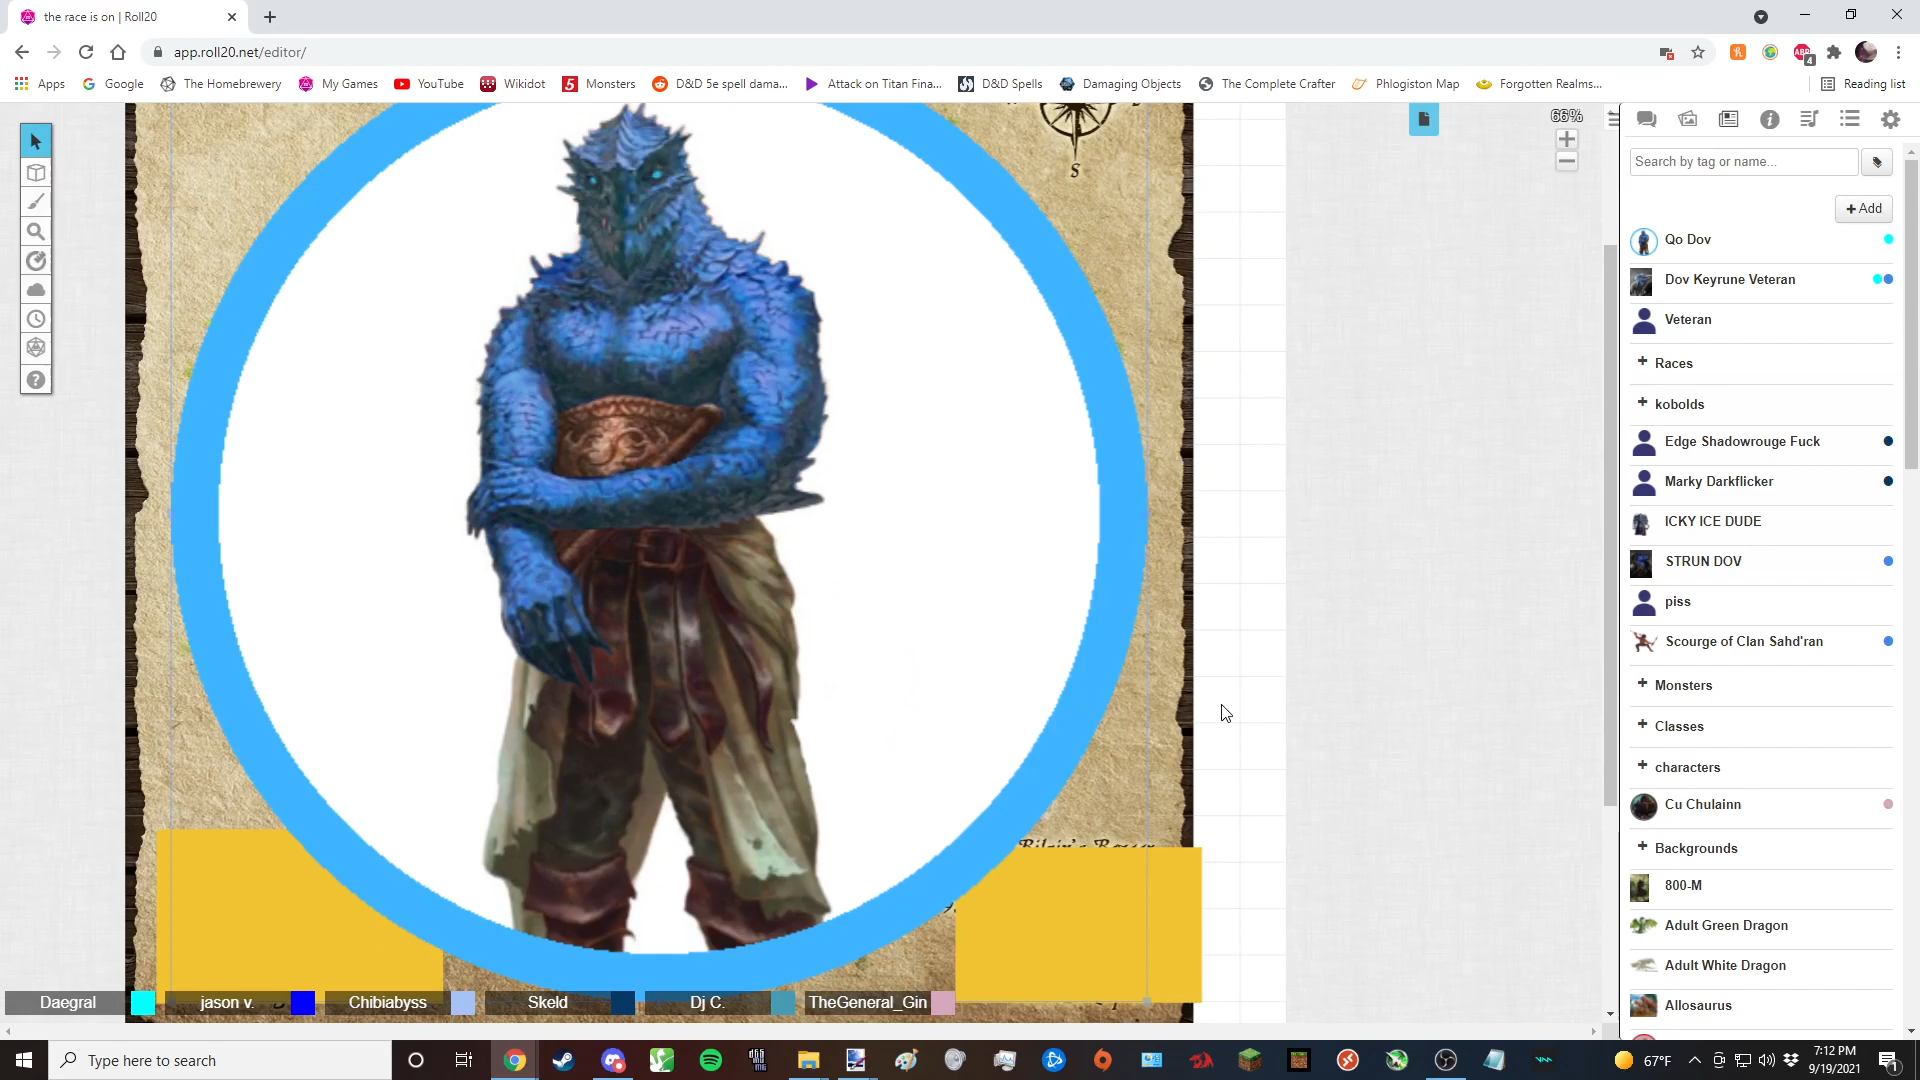 the race is on | Roll20
app.roll20.net/editor/
Apps Google The Homebrewery My Games YouTube Wikidot Monsters D&D 5e spell dama... Attack on Titan Fina... D&D Spells Damaging Objects The Complete Crafter Phlogiston Map Forgotten Realms... Reading list
S
66%
Search by tag or name...
+ Add
Qo Dov
Dov Keyrune Veteran
Veteran
+ Races
+ kobolds
Edge Shadowrouge Fuck
Marky Darkflicker
ICKY ICE DUDE
STRUN DOV
piss
Scourge of Clan Sahd'ran
+ Monsters
+ Classes
+ characters
Cu Chulainn
+ Backgrounds
800-M
Adult Green Dragon
Adult White Dragon
Allosaurus
Daegral jason v. Chibiabyss Skeld Dj C. TheGeneral_Gin
Type here to search
67°F
7:12 PM
9/19/2021